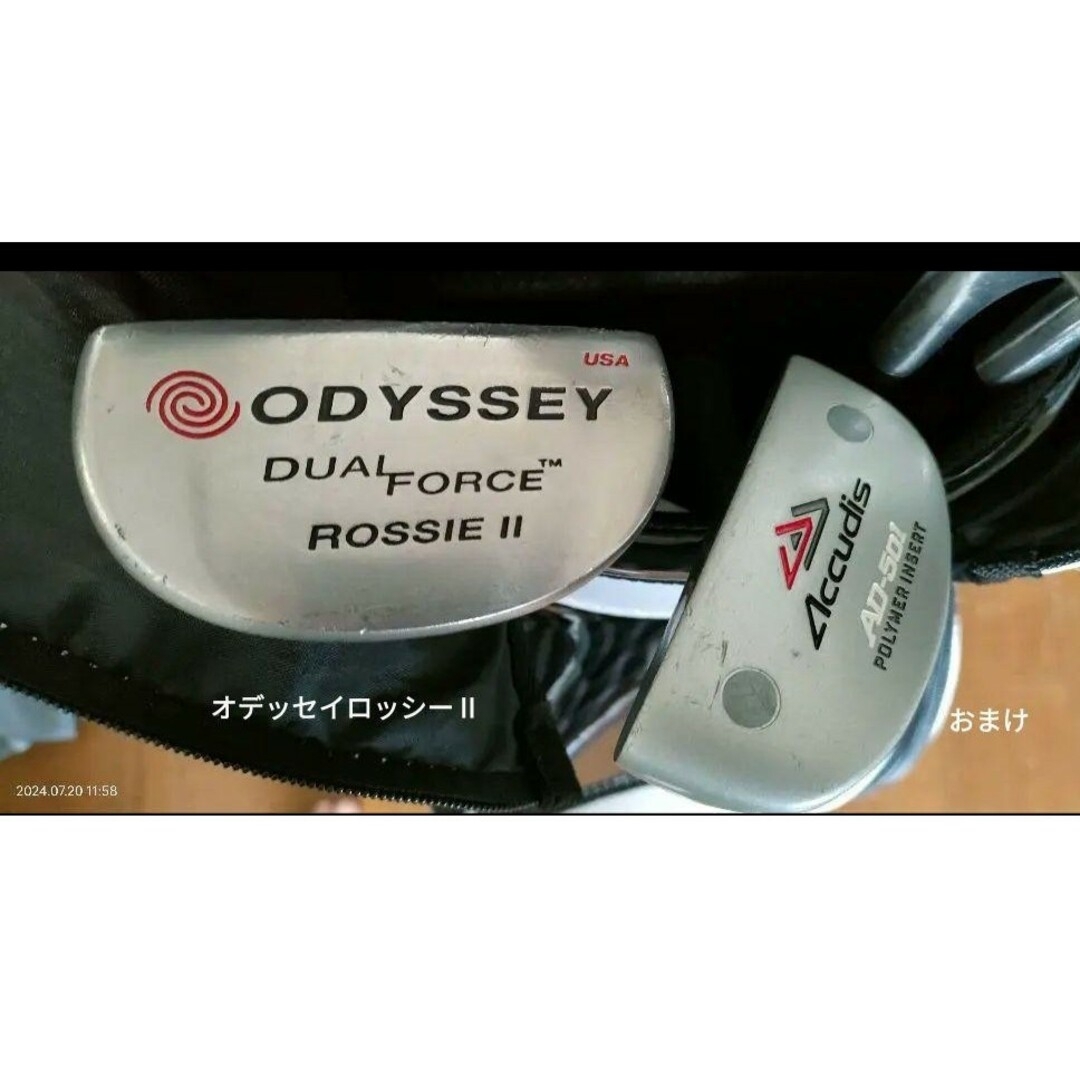 USA
ODYSSEY
DUAL FORCE™
ROSSIE II
Accudis
AD-501
POLYMER INSERT
オデッセイロッシーⅡ
おまけ
2024.07.20 11:58